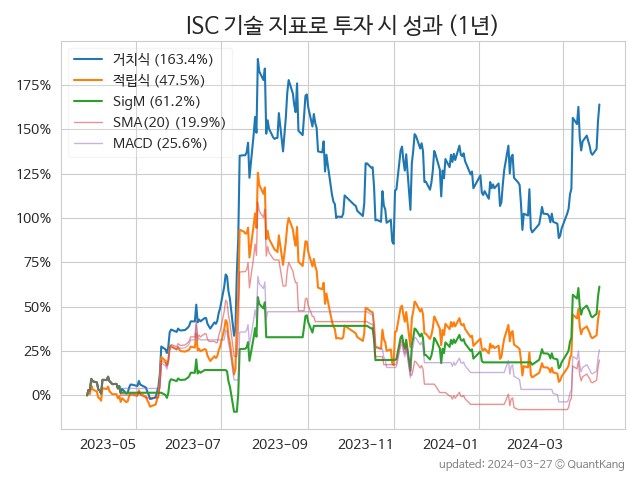 ISC 기술 지표로 투자 시 성과 (1년)
거치식 (163.4%)
적립식 (47.5%)
SigM (61.2%)
SMA(20) (19.9%)
MACD (25.6%)
175%
150%
125%
100%
75%
50%
25%
0%
2023-05 2023-07 2023-09 2023-11 2024-01 2024-03
updated: 2024-03-27 © QuantKang